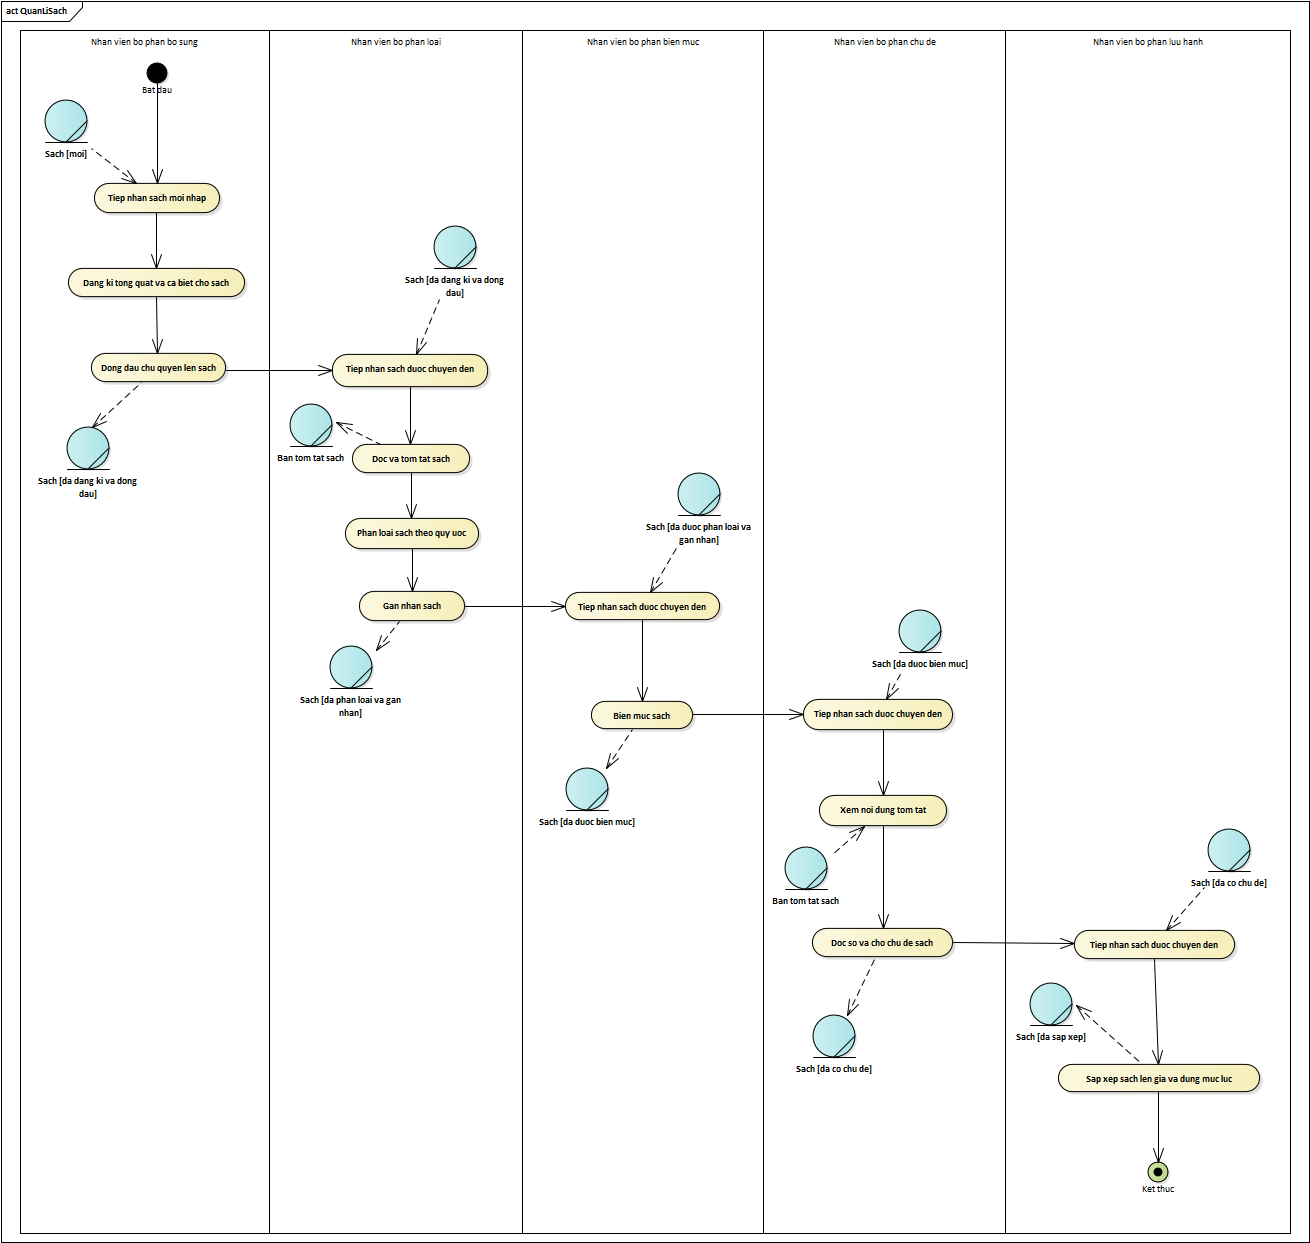 act QuanLiSach
Nhan vien bo phan bo sung
Nhan vien bo phan loai
Nhan vien bo phan bien muc
Nhan vien bo phan chu de
Nhan vien bo phan luu hanh
Bat dau
Sach [moi]
Tiep nhan sach moi nhap
Dang ki tong quat va ca biet cho sach
Dong dau chu quyen len sach
Sach [da dang ki va dong
dau]
Sach [da dang ki va dong
dau]
Tiep nhan sach duoc chuyen den
Ban tom tat sach
Doc va tom tat sach
Phan loai sach theo quy uoc
Gan nhan sach
Sach [da phan loai va gan
nhan]
Sach [da duoc phan loai va
gan nhan]
Tiep nhan sach duoc chuyen den
Bien muc sach
Sach [da duoc bien muc]
Sach [da duoc bien muc]
Tiep nhan sach duoc chuyen den
Xem noi dung tom tat
Ban tom tat sach
Doc so va cho chu de sach
Sach [da co chu de]
Sach [da co chu de]
Tiep nhan sach duoc chuyen den
Sach [da sap xep]
Sap xep sach len gia va dung muc luc
Ket thuc